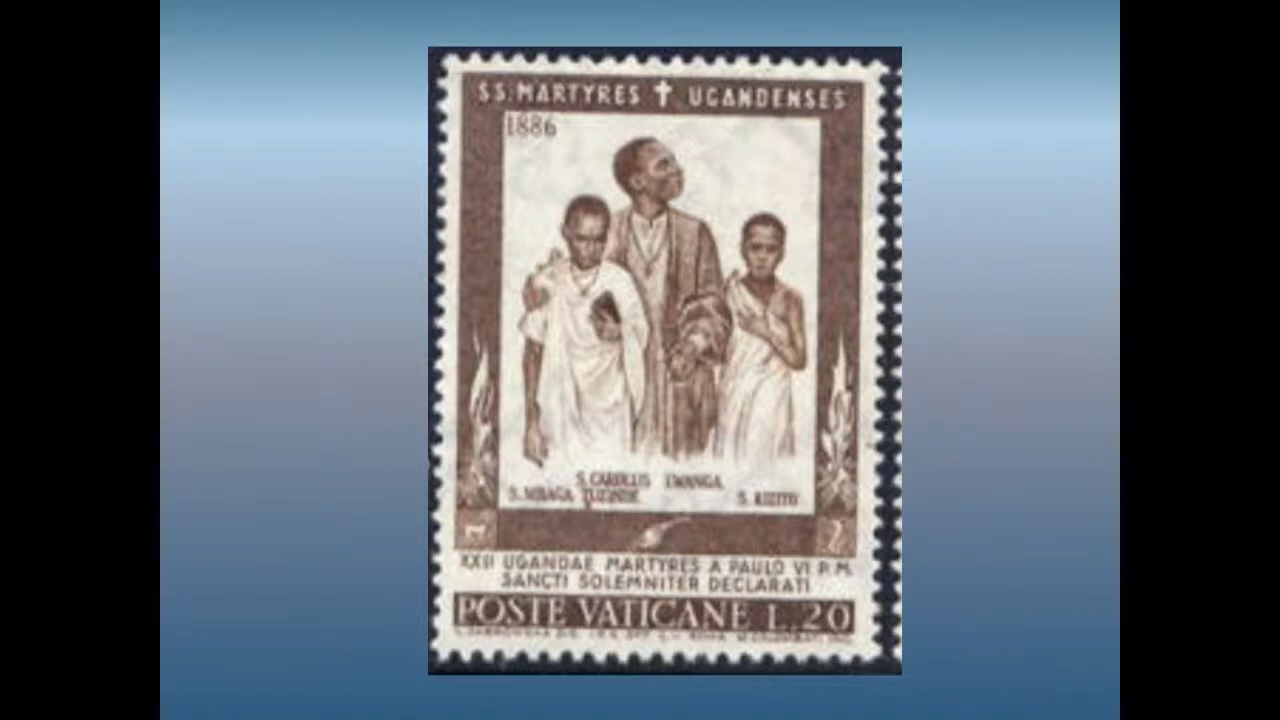 SS. MARTYRES ✝ UGANDENSES
1886
S. CAROLUS LWANGA
S. MBAGA TUZINDE S. KIZITO
XXII UGANDAE MARTYRES A PAULO VI P. M.
SANCTI SOLEMNITER DECLARATI
POSTE VATICANE L.20